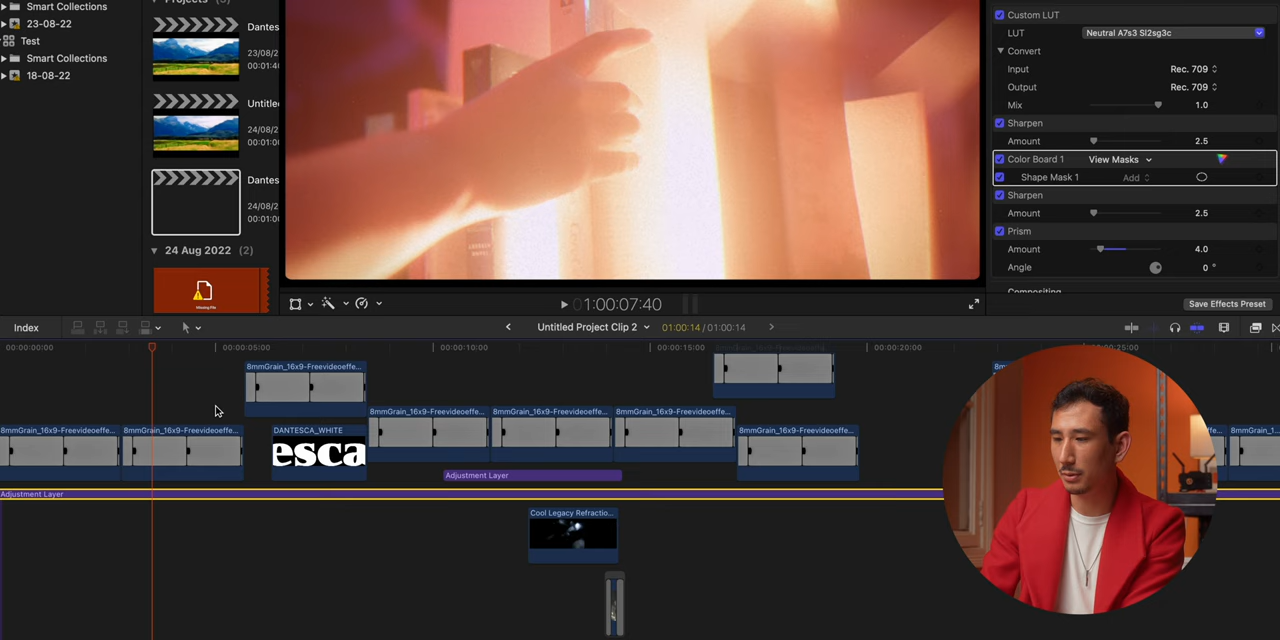 Smart Collections
23-08-22
Test
Smart Collections
18-08-22
Projects
Dantes
23/08/2
00:01:4
Untitle
24/08/2
00:01:1
Dantes
24/08/2
00:01:0
24 Aug 2022 (2)
Missing File
Custom LUT
LUT Neutral A7s3 Sl2sg3c
Convert
Input Rec. 709
Output Rec. 709
Mix 1.0
Sharpen
Amount 2.5
Color Board 1 View Masks
Shape Mask 1 Add
Sharpen
Amount 2.5
Prism
Amount 4.0
Angle 0 °
Compositing
01:00:07:40
Save Effects Preset
Index
Untitled Project Clip 2
01:00:14 / 01:00:14
00:00:00:00
00:00:05:00
00:00:10:00
00:00:15:00
00:00:20:00
00:00:25:00
8mmGrain_16x9-Freevideoeffe...
8m
8mmGrain_16x9-Freevideoeffe...
8mmGrain_16x9-Freevideoeffe...
8mmGrain_16x9-Freevideoeffe...
8mmGrain_16x9-Freevideoeffe...
8mmGrain_16x9-Freevideoeffe...
DANTESCA_WHITE
8mmGrain_16x9-Freevideoeffe...
8mmGrain_1...
esca
Adjustment Layer
Adjustment Layer
Cool Legacy Refractio...